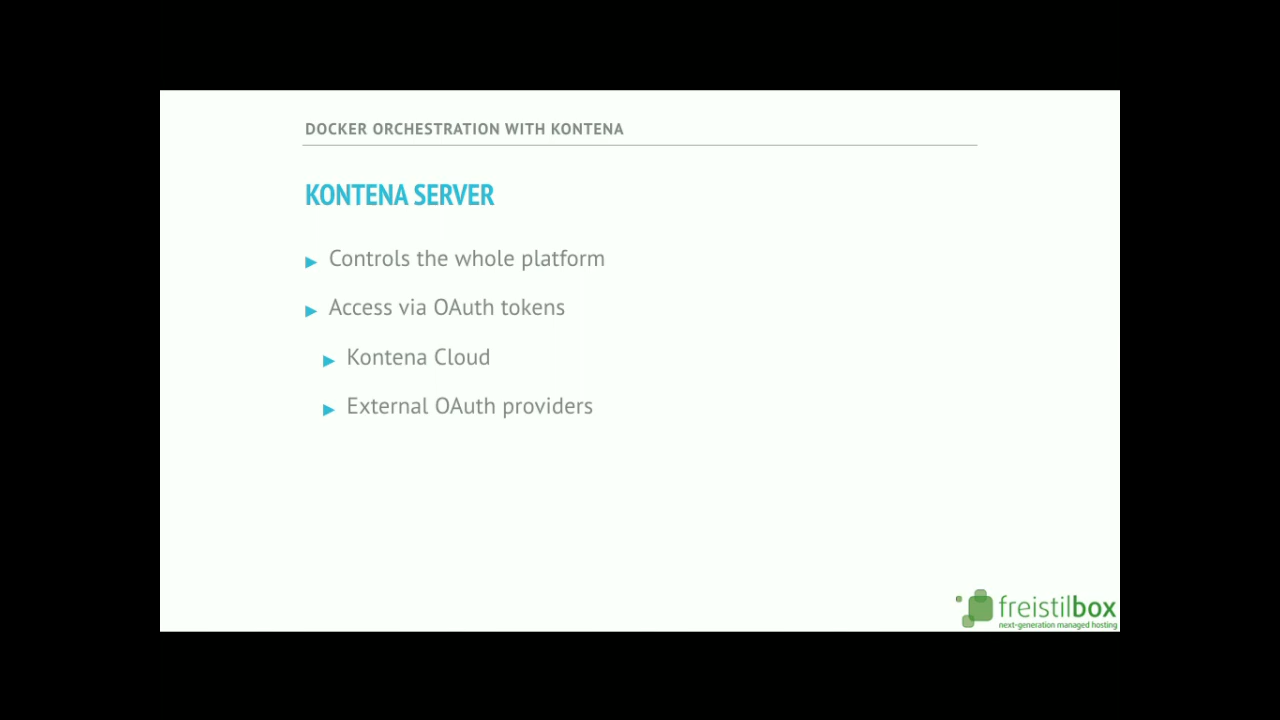 DOCKER ORCHESTRATION WITH KONTENA
KONTENA SERVER
Controls the whole platform
Access via OAuth tokens
Kontena Cloud
External OAuth providers
freistilbox
next-generation managed hosting